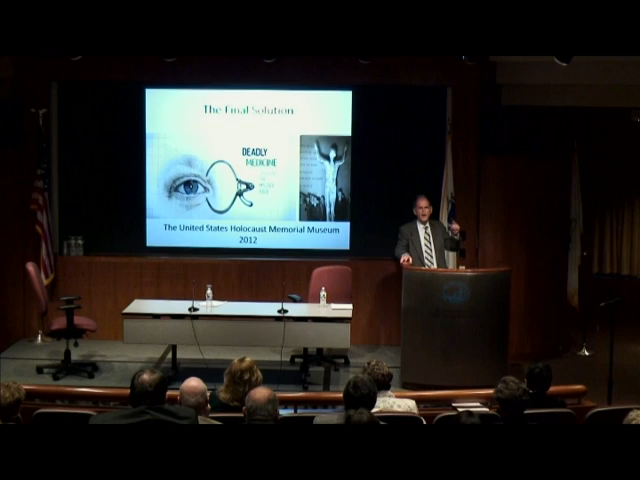 The Final Solution
DEADLY
MEDICINE
The United States Holocaust Memorial Museum
2012